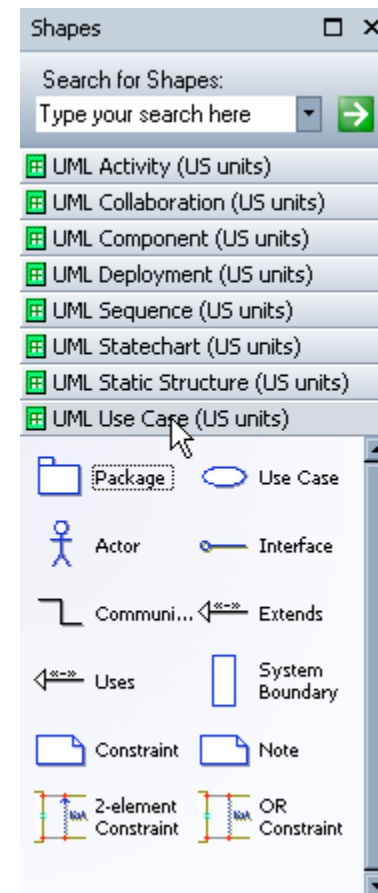 Shapes
Search for Shapes:
Type your search here
UML Activity (US units)
UML Collaboration (US units)
UML Component (US units)
UML Deployment (US units)
UML Sequence (US units)
UML Statechart (US units)
UML Static Structure (US units)
UML Use Case (US units)
Package
Use Case
Actor
Interface
Communi...
Extends
Uses
System
Boundary
Constraint
Note
2-element
Constraint
OR
Constraint